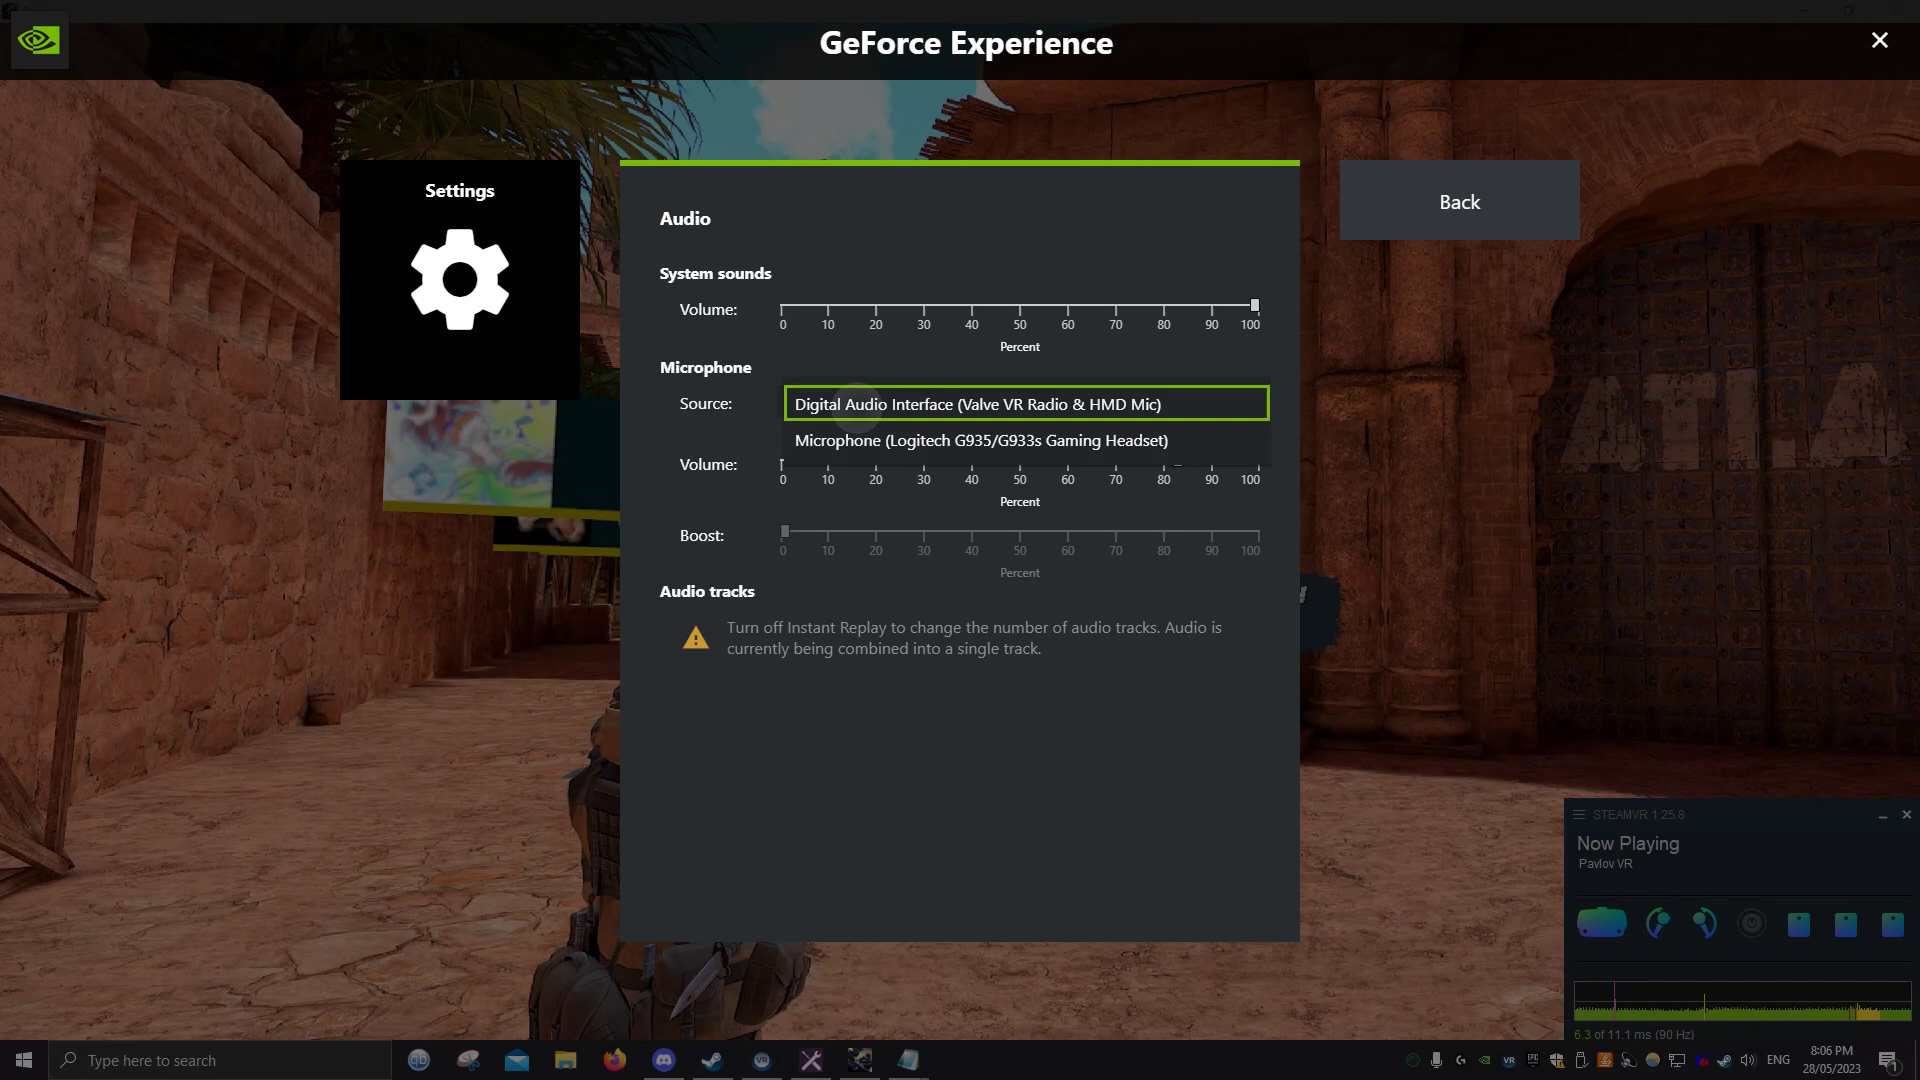 GeForce Experience
Settings
Back
Audio
System sounds
Volume:
0 10 20 30 40 50 60 70 80 90 100
Percent
Microphone
Source:
Digital Audio Interface (Valve VR Radio & HMD Mic)
Microphone (Logitech G935/G933s Gaming Headset)
Volume:
0 10 20 30 40 50 60 70 80 90 100
Percent
Boost:
0 10 20 30 40 50 60 70 80 90 100
Percent
Audio tracks
Turn off Instant Replay to change the number of audio tracks. Audio is
currently being combined into a single track.
STEAMVR 1.25.8
Now Playing
Pavlov VR
6.3 of 11.1 ms (90 Hz)
Type here to search
VR
VR
EPIC
ENG
8:06 PM
28/05/2023
1